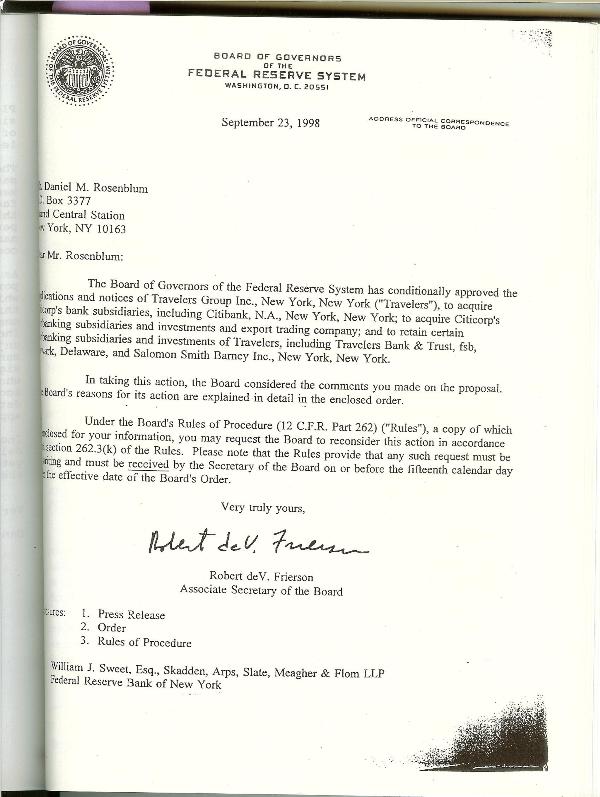 BOARD OF GOVERNORS
OF THE
FEDERAL RESERVE SYSTEM
WASHINGTON, D. C. 20551
September 23, 1998
ADDRESS OFFICIAL CORRESPONDENCE
TO THE BOARD
Daniel M. Rosenblum
Box 3377
Central Station
York, NY 10163
Mr. Rosenblum:
The Board of Governors of the Federal Reserve System has conditionally approved the
and notices of Travelers Group Inc., New York, New York ("Travelers"), to acquire
bank subsidiaries, including Citibank, N.A., New York, New York; to acquire Citicorp's
subsidiaries and investments and export trading company; and to retain certain
subsidiaries and investments of Travelers, including Travelers Bank & Trust, fsb,
Delaware, and Salomon Smith Barney Inc., New York, New York.
In taking this action, the Board considered the comments you made on the proposal.
Board's reasons for its action are explained in detail in the enclosed order.
Under the Board's Rules of Procedure (12 C.F.R. Part 262) ("Rules"), a copy of which
for your information, you may request the Board to reconsider this action in accordance
section 262.3(k) of the Rules. Please note that the Rules provide that any such request must be
and must be received by the Secretary of the Board on or before the fifteenth calendar day
the effective date of the Board's Order.
Very truly yours,
Robert deV. Frierson
Robert deV. Frierson
Associate Secretary of the Board
1. Press Release
2. Order
3. Rules of Procedure
William J. Sweet, Esq., Skadden, Arps, Slate, Meagher & Flom LLP
Federal Reserve Bank of New York